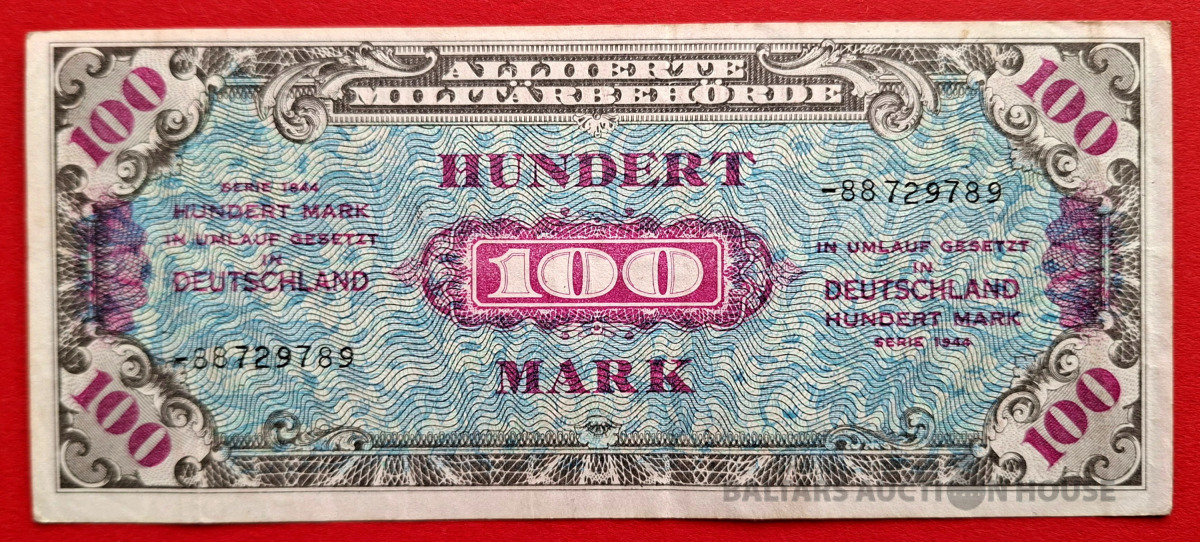 100
100
ALLIIERTE
MILITÄRBEHÖRDE
HUNDERT
-88729789
SERIE 1944
HUNDERT MARK
IN UMLAUF GESETZT
IN
DEUTSCHLAND
100
IN UMLAUF GESETZT
IN
DEUTSCHLAND
HUNDERT MARK
SERIE 1944
-88729789
MARK
100
100
BALTARS AUCTION HOUSE